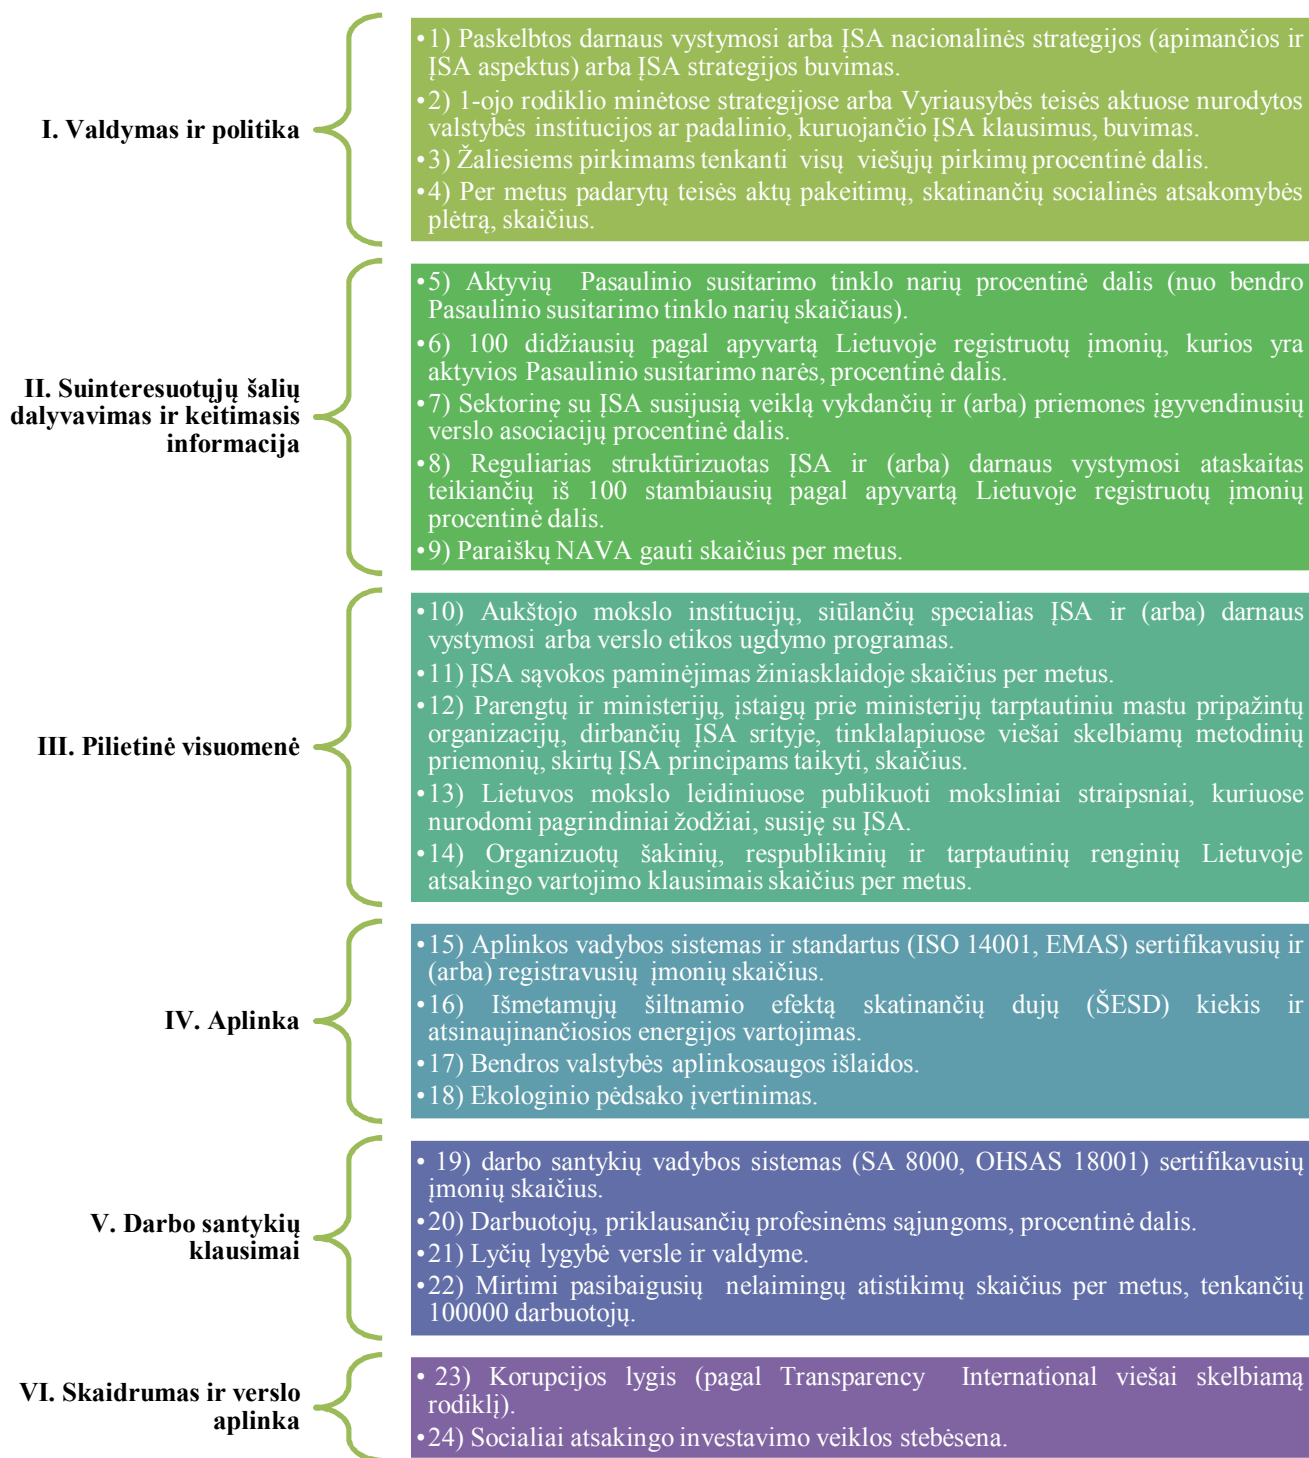 I. Valdymas ir politika
•1) Paskelbtos darnaus vystymosi arba ĮSA nacionalinės strategijos (apimančios ir
ĮSA aspektus) arba ĮSA strategijos buvimas.
•2) 1-ojo rodiklio minėtose strategijose arba Vyriausybės teisės aktuose nurodytos
valstybės institucijos ar padalinio, kuruojančio ĮSA klausimus, buvimas.
•3) Žaliesiems pirkimams tenkanti visų viešųjų pirkimų procentinė dalis.
•4) Per metus padarytų teisės aktų pakeitimų, skatinančių socialinės atsakomybės
plėtrą, skaičius.
II. Suinteresuotųjų šalių
dalyvavimas ir keitimasis
informacija
•5) Aktyvių Pasaulinio susitarimo tinklo narių procentinė dalis (nuo bendro
Pasaulinio susitarimo tinklo narių skaičiaus).
•6) 100 didžiausių pagal apyvartą Lietuvoje registruotų įmonių, kurios yra
aktyvios Pasaulinio susitarimo narės, procentinė dalis.
•7) Sektorinę su ĮSA susijusią veiklą vykdančių ir (arba) priemones įgyvendinusių
verslo asociacijų procentinė dalis.
•8) Reguliarias struktūrizuotas ĮSA ir (arba) darnaus vystymosi ataskaitas
teikiančių iš 100 stambiausių pagal apyvartą Lietuvoje registruotų įmonių
procentinė dalis.
•9) Paraiškų NAVA gauti skaičius per metus.
III. Pilietinė visuomenė
•10) Aukštojo mokslo institucijų, siūlančių specialias ĮSA ir (arba) darnaus
vystymosi arba verslo etikos ugdymo programas.
•11) ĮSA sąvokos paminėjimas žiniasklaidoje skaičius per metus.
•12) Parengtų ir ministerijų, įstaigų prie ministerijų tarptautiniu mastu pripažintų
organizacijų, dirbančių ĮSA srityje, tinklalapiuose viešai skelbiamų metodinių
priemonių, skirtų ĮSA principams taikyti, skaičius.
•13) Lietuvos mokslo leidiniuose publikuoti moksliniai straipsniai, kuriuose
nurodomi pagrindiniai žodžiai, susiję su ĮSA.
•14) Organizuotų šakinių, respublikinių ir tarptautinių renginių Lietuvoje
atsakingo vartojimo klausimais skaičius per metus.
IV. Aplinka
•15) Aplinkos vadybos sistemas ir standartus (ISO 14001, EMAS) sertifikavusių ir
(arba) registravusių įmonių skaičius.
•16) Išmetamųjų šiltnamio efektą skatinančių dujų (ŠESD) kiekis ir
atsinaujinančiosios energijos vartojimas.
•17) Bendros valstybės aplinkosaugos išlaidos.
•18) Ekologinio pėdsako įvertinimas.
V. Darbo santykių
klausimai
• 19) darbo santykių vadybos sistemas (SA 8000, OHSAS 18001) sertifikavusių
įmonių skaičius.
•20) Darbuotojų, priklausančių profesinėms sąjungoms, procentinė dalis.
•21) Lyčių lygybė versle ir valdyme.
•22) Mirtimi pasibaigusių nelaimingų atistikimų skaičius per metus, tenkančių
100000 darbuotojų.
VI. Skaidrumas ir verslo
aplinka
• 23) Korupcijos lygis (pagal Transparency International viešai skelbiamą
rodiklį).
•24) Socialiai atsakingo investavimo veiklos stebėsena.